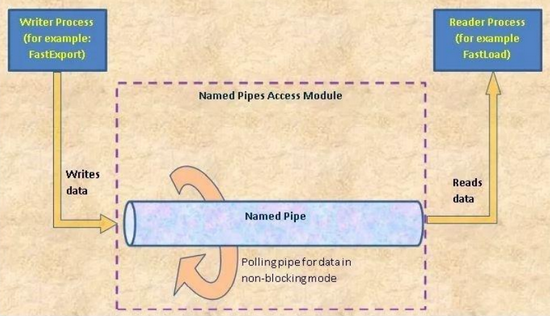 Writer Process
(for example:
FastExport)
Reader Process
(for example
FastLoad)
Named Pipes Access Module
Writes
data
Reads
data
Named Pipe
Polling pipe for data in
non-blocking mode